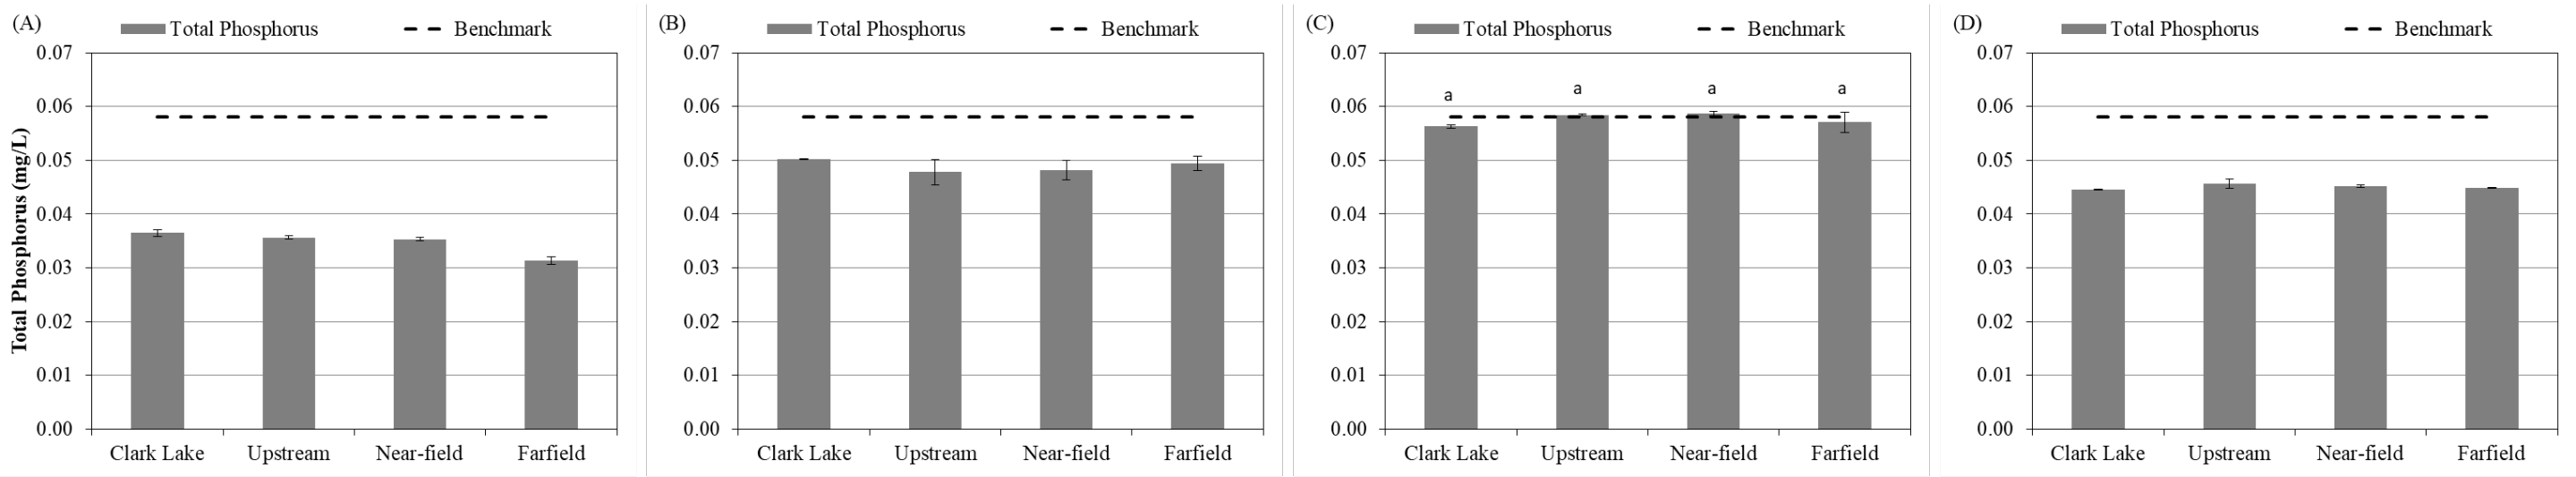 (A)
Total Phosphorus
Benchmark
Total Phosphorus (mg/L)
0.07
0.06
0.05
0.04
0.03
0.02
0.01
0.00
Clark Lake
Upstream
Near-field
Farfield
(B)
Total Phosphorus
Benchmark
0.07
0.06
0.05
0.04
0.03
0.02
0.01
0.00
Clark Lake
Upstream
Near-field
Farfield
(C)
Total Phosphorus
Benchmark
0.07
0.06
0.05
0.04
0.03
0.02
0.01
0.00
a
a
a
a
Clark Lake
Upstream
Near-field
Farfield
(D)
Total Phosphorus
Benchmark
0.07
0.06
0.05
0.04
0.03
0.02
0.01
0.00
Clark Lake
Upstream
Near-field
Farfield